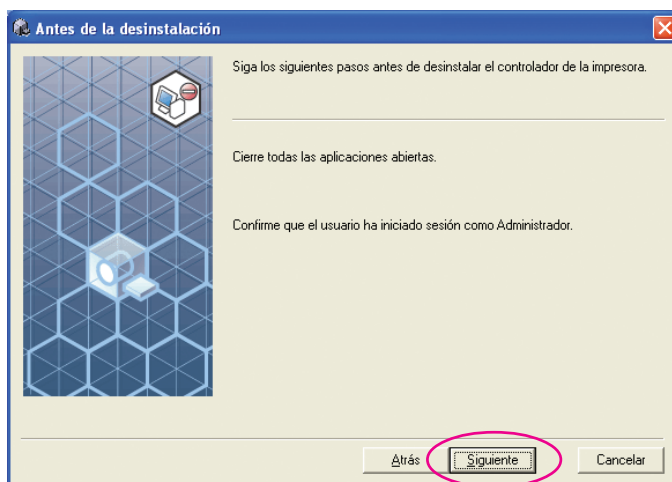 Antes de la desinstalación
Siga los siguientes pasos antes de desinstalar el controlador de la impresora.
Cierre todas las aplicaciones abiertas.
Confirme que el usuario ha iniciado sesión como Administrador.
Atrás
Siguiente
Cancelar